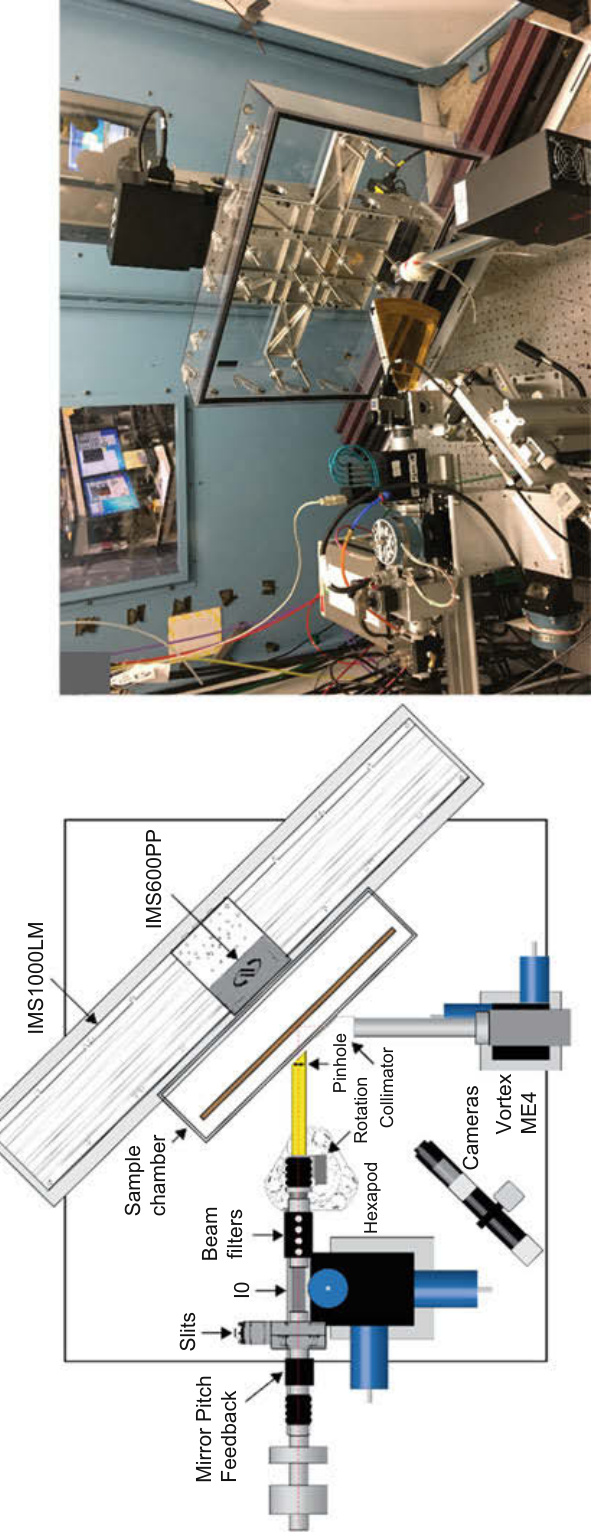 IMS1000LM
IMS600PP
Sample
chamber
Pinhole
Rotation
Collimator
Beam
filters
Hexapod
Cameras
Vortex
ME4
I0
Slits
Mirror Pitch
Feedback